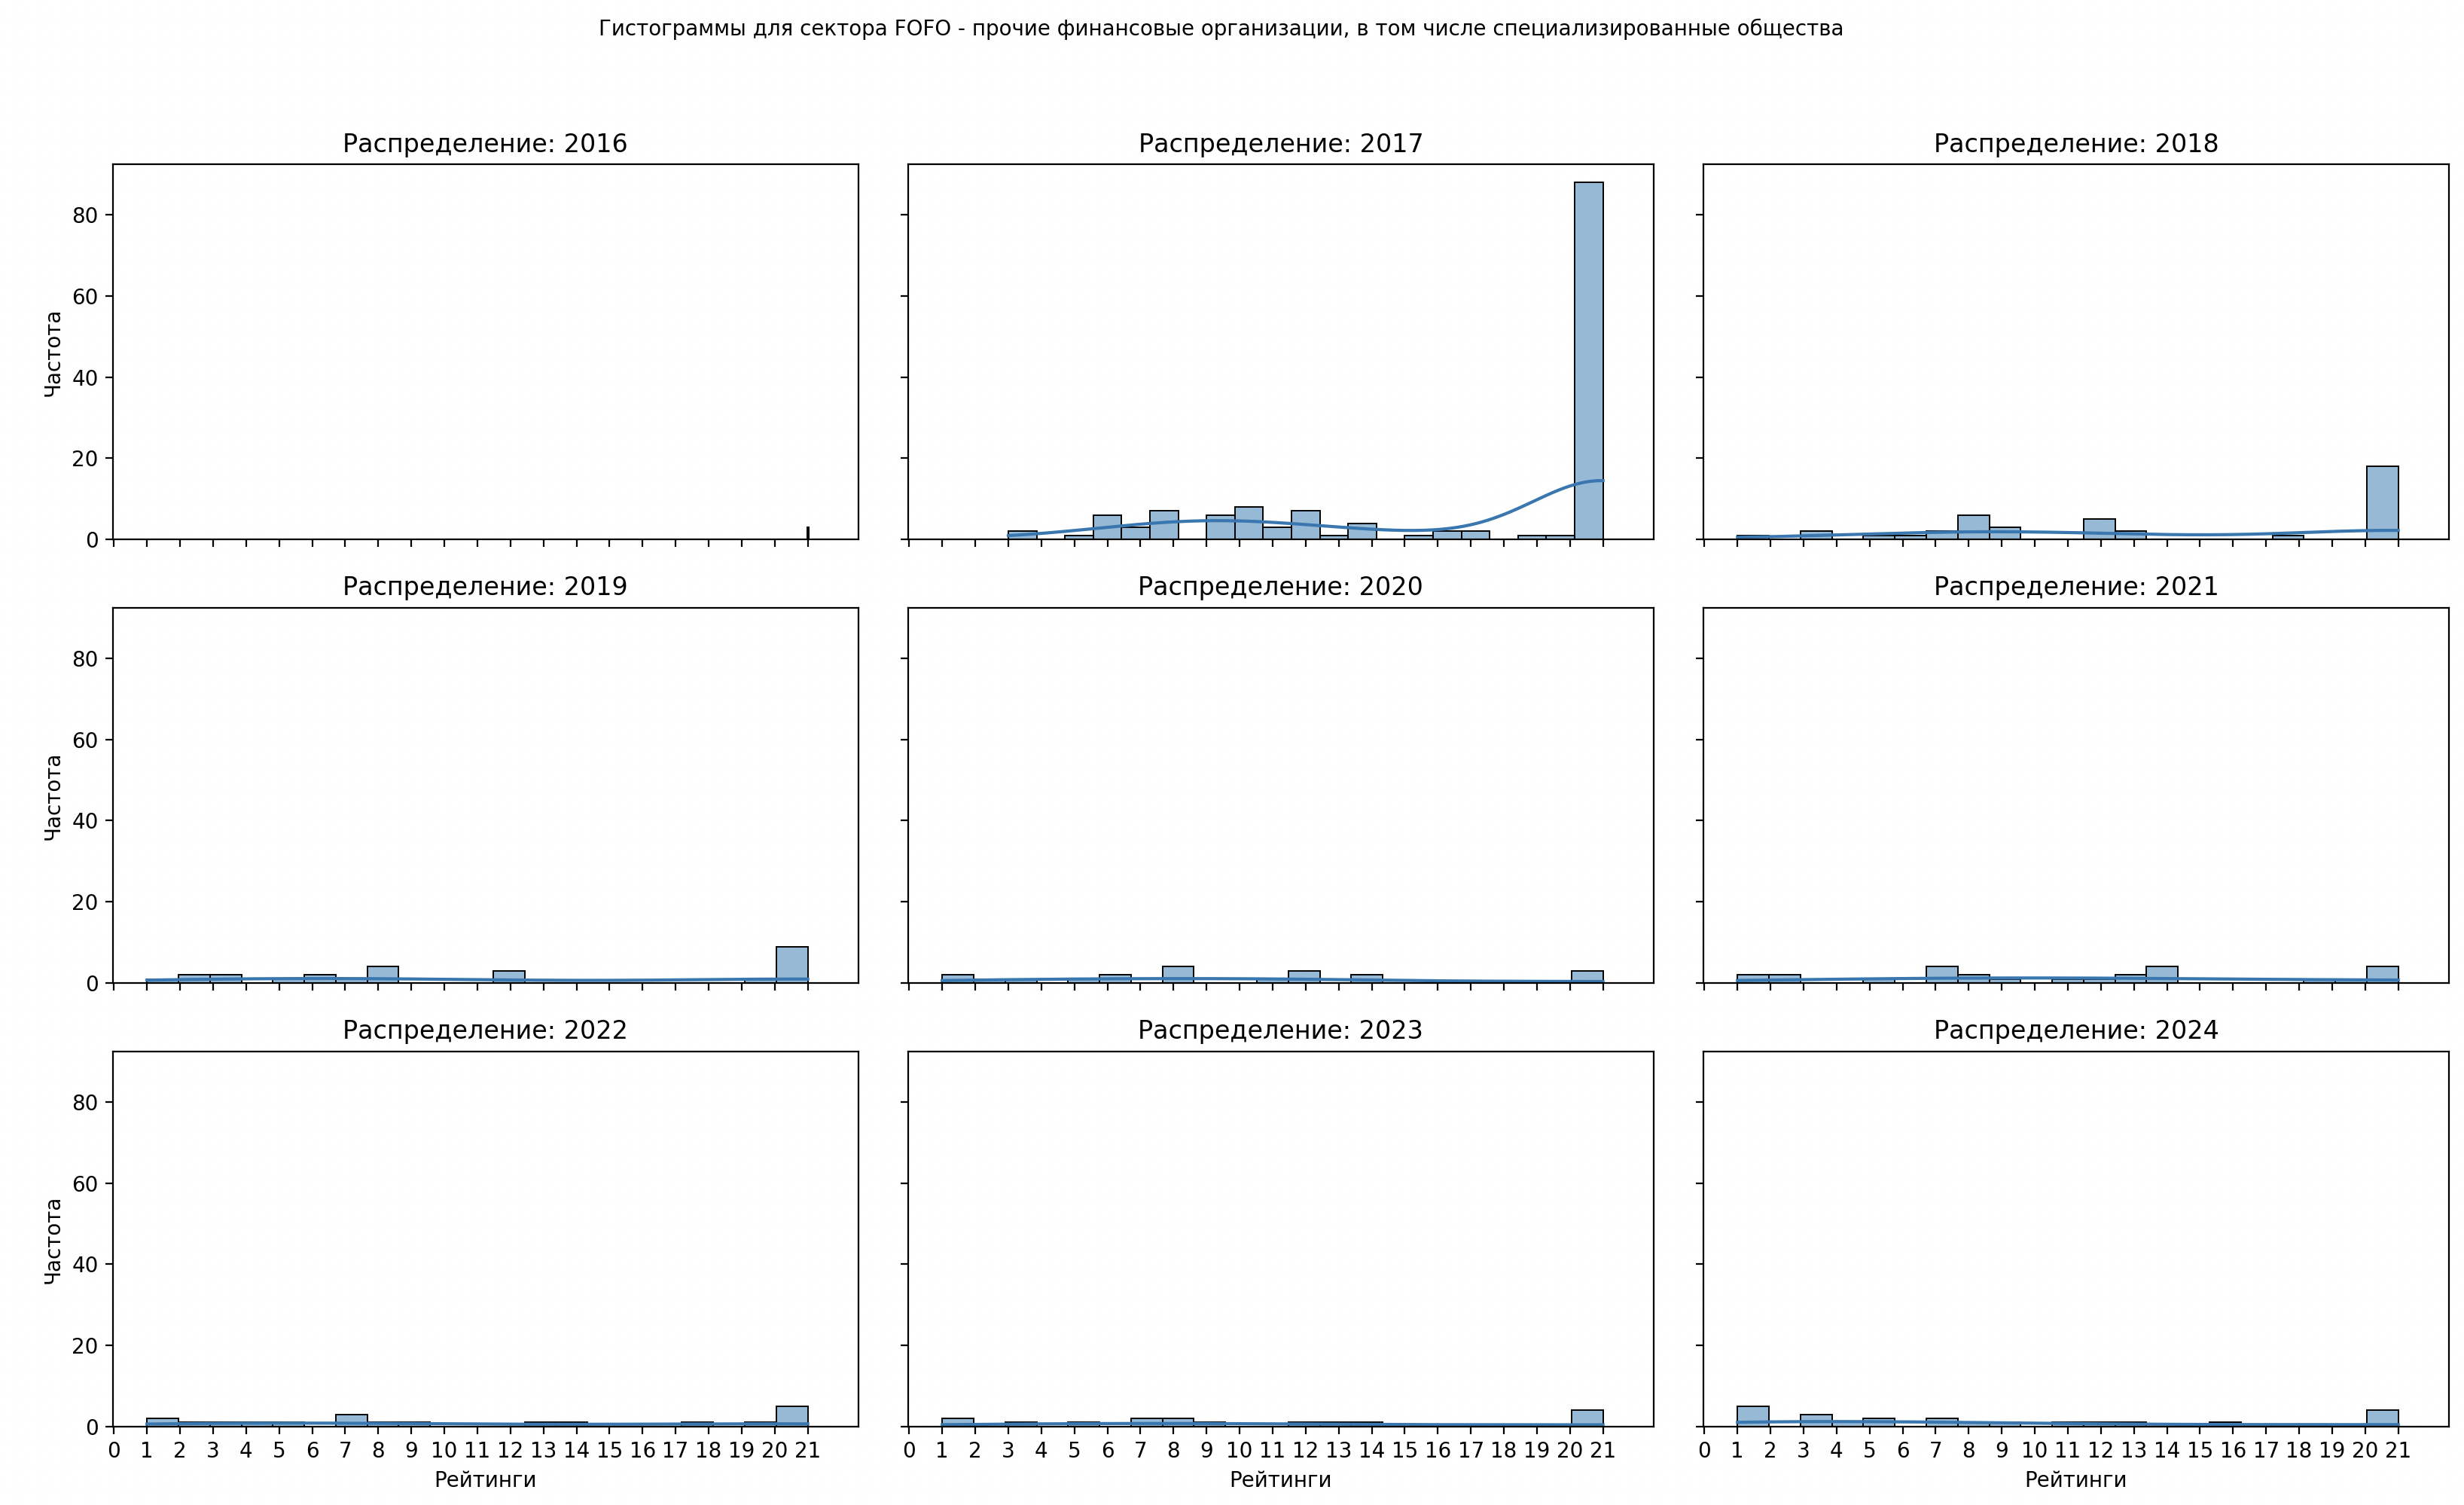 Гистограммы для сектора FOFO - прочие финансовые организации, в том числе специализированные общества
Распределение: 2016
Распределение: 2017
Распределение: 2018
80
60
40
20
0
Частота
Распределение: 2019
Распределение: 2020
Распределение: 2021
80
60
40
20
0
Частота
Распределение: 2022
Распределение: 2023
Распределение: 2024
80
60
40
20
0
Частота
0 1 2 3 4 5 6 7 8 9 10 11 12 13 14 15 16 17 18 19 20 21
0 1 2 3 4 5 6 7 8 9 10 11 12 13 14 15 16 17 18 19 20 21
0 1 2 3 4 5 6 7 8 9 10 11 12 13 14 15 16 17 18 19 20 21
Рейтинги
Рейтинги
Рейтинги